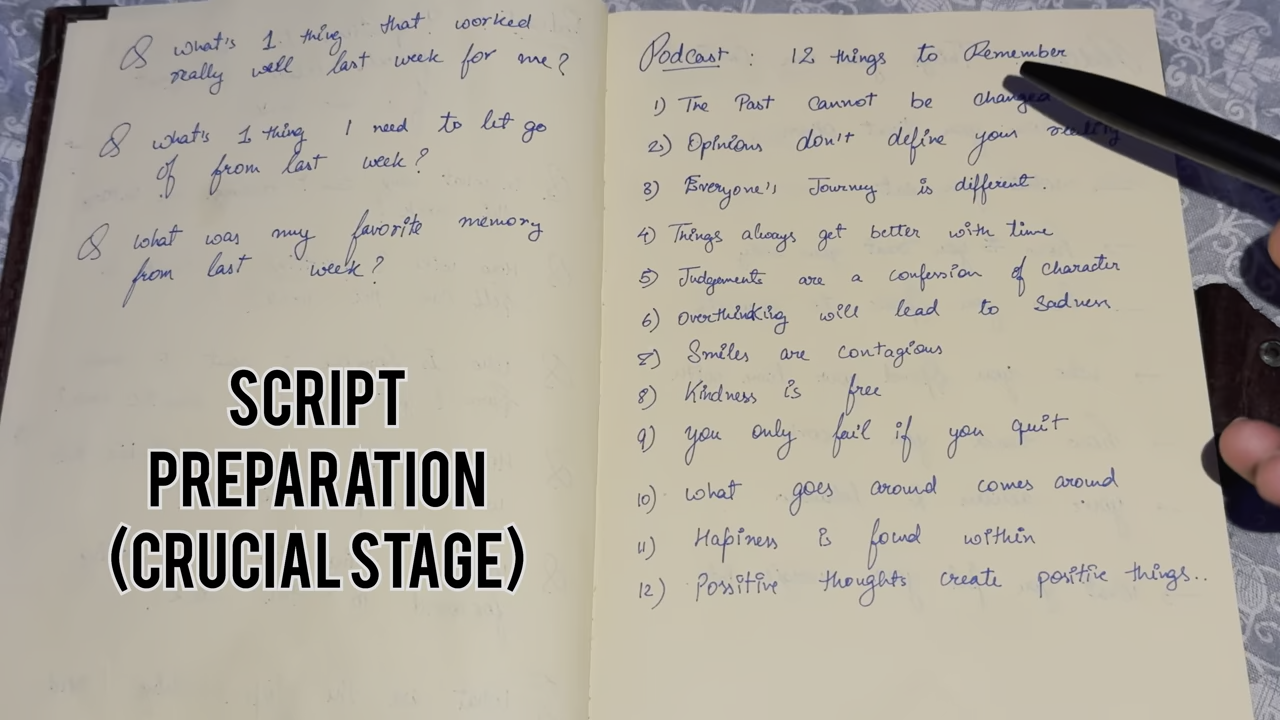 Q what's 1 thing that worked
really well last week for me?
Q what's 1 thing I need to let go
of from last week?
Q what was my favorite memory
from last week?
SCRIPT
PREPARATION
(CRUCIAL STAGE)
Podcast : 12 things to Remember
1) The Past cannot be changed
2) Opinions don't define your reality
3) Everyone's Journey is different.
4) Things always get better with time
5) Judgements are a confession of character
6) Overthinking will lead to Sadness
7) Smiles are contagious
8) Kindness is free
9) you only fail if you quit
10) what goes around comes around
11) Hapiness is found within
12) Possitive thoughts create positive things..